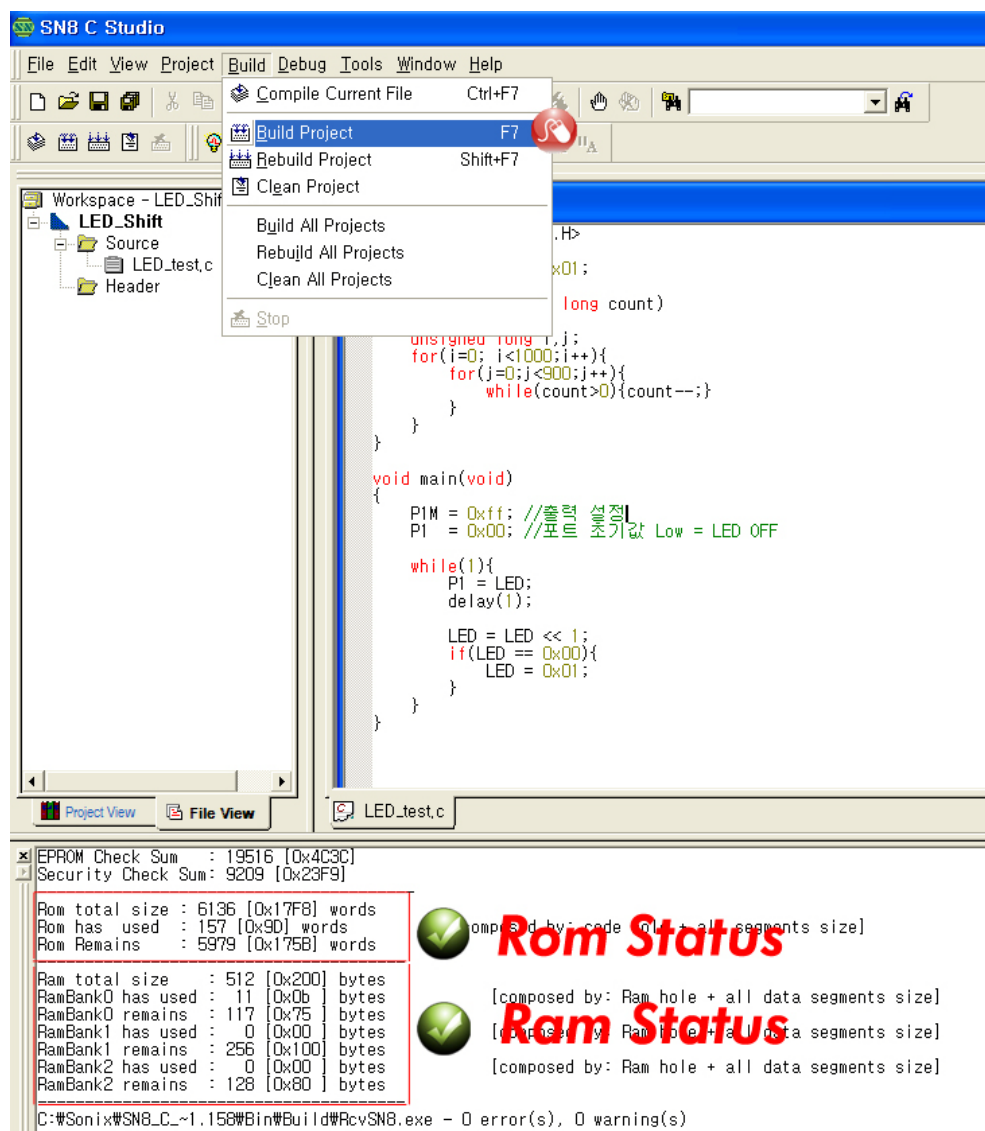 SN8 C Studio
File Edit View Project Build Debug Tools Window Help
Compile Current File Ctrl+F7
Build Project F7
Rebuild Project Shift+F7
Clean Project
Build All Projects
Rebuild All Projects
Clean All Projects
Stop
Workspace - LED_Shif
LED_Shift
Source
LED_test,c
Header
.H>
x01;
long count)
unsigned long i,j;
for(i=0; i<1000;i++){
for(j=0;j<900;j++){
while(count>0){count--;}
}
}
}
void main(void)
{
P1M = 0xff; //출력 설정
P1 = 0x00; //포트 초기값 Low = LED OFF
while(1){
P1 = LED;
delay(1);
LED = LED << 1;
if(LED == 0x00){
LED = 0x01;
}
}
}
Project View File View
LED_test,c
EPROM Check Sum : 19516 [0x4C3C]
Security Check Sum: 9209 [0x23F9]
Rom total size : 6136 [0x17F8] words
Rom has used : 157 [0x9D] words
Rom Remains : 5979 [0x175B] words
Rom Status
segments size]
Ram total size : 512 [0x200] bytes
RamBank0 has used : 11 [0x0b ] bytes [composed by: Ram hole + all data segments size]
RamBank0 remains : 117 [0x75 ] bytes
RamBank1 has used : 0 [0x00 ] bytes [composed by: Ram hole + all data segments size]
RamBank1 remains : 256 [0x100] bytes
RamBank2 has used : 0 [0x00 ] bytes [composed by: Ram hole + all data segments size]
RamBank2 remains : 128 [0x80 ] bytes
Ram Status
C:₩Sonix₩SN8_C_~1.158₩Bin₩Build₩RcvSN8.exe - 0 error(s), 0 warning(s)